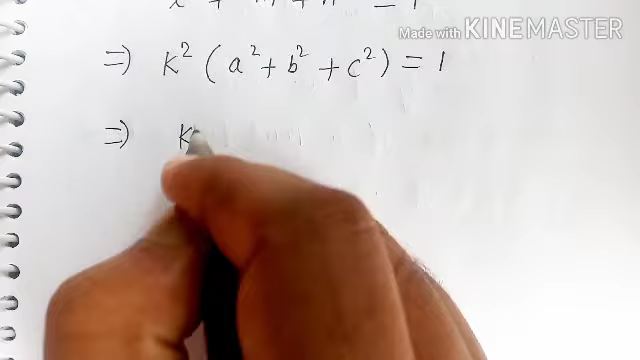 Made with KINEMASTER
⇒ K² (a² + b² + c²) = 1
⇒ K